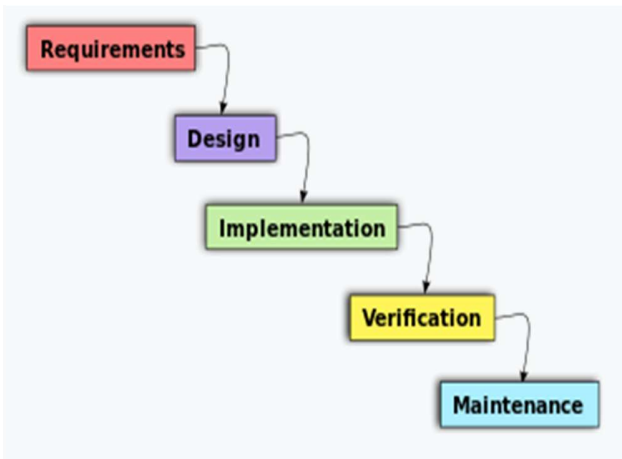 Requirements
Design
Implementation
Verification
Maintenance